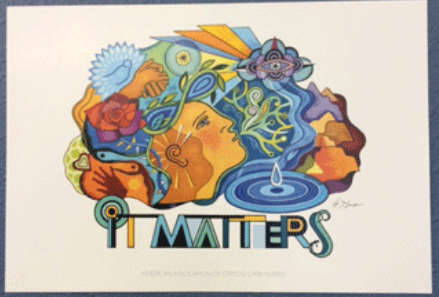 IT MATTERS
AMERICAN ASSOCIATION OF CRITICAL-CARE NURSES